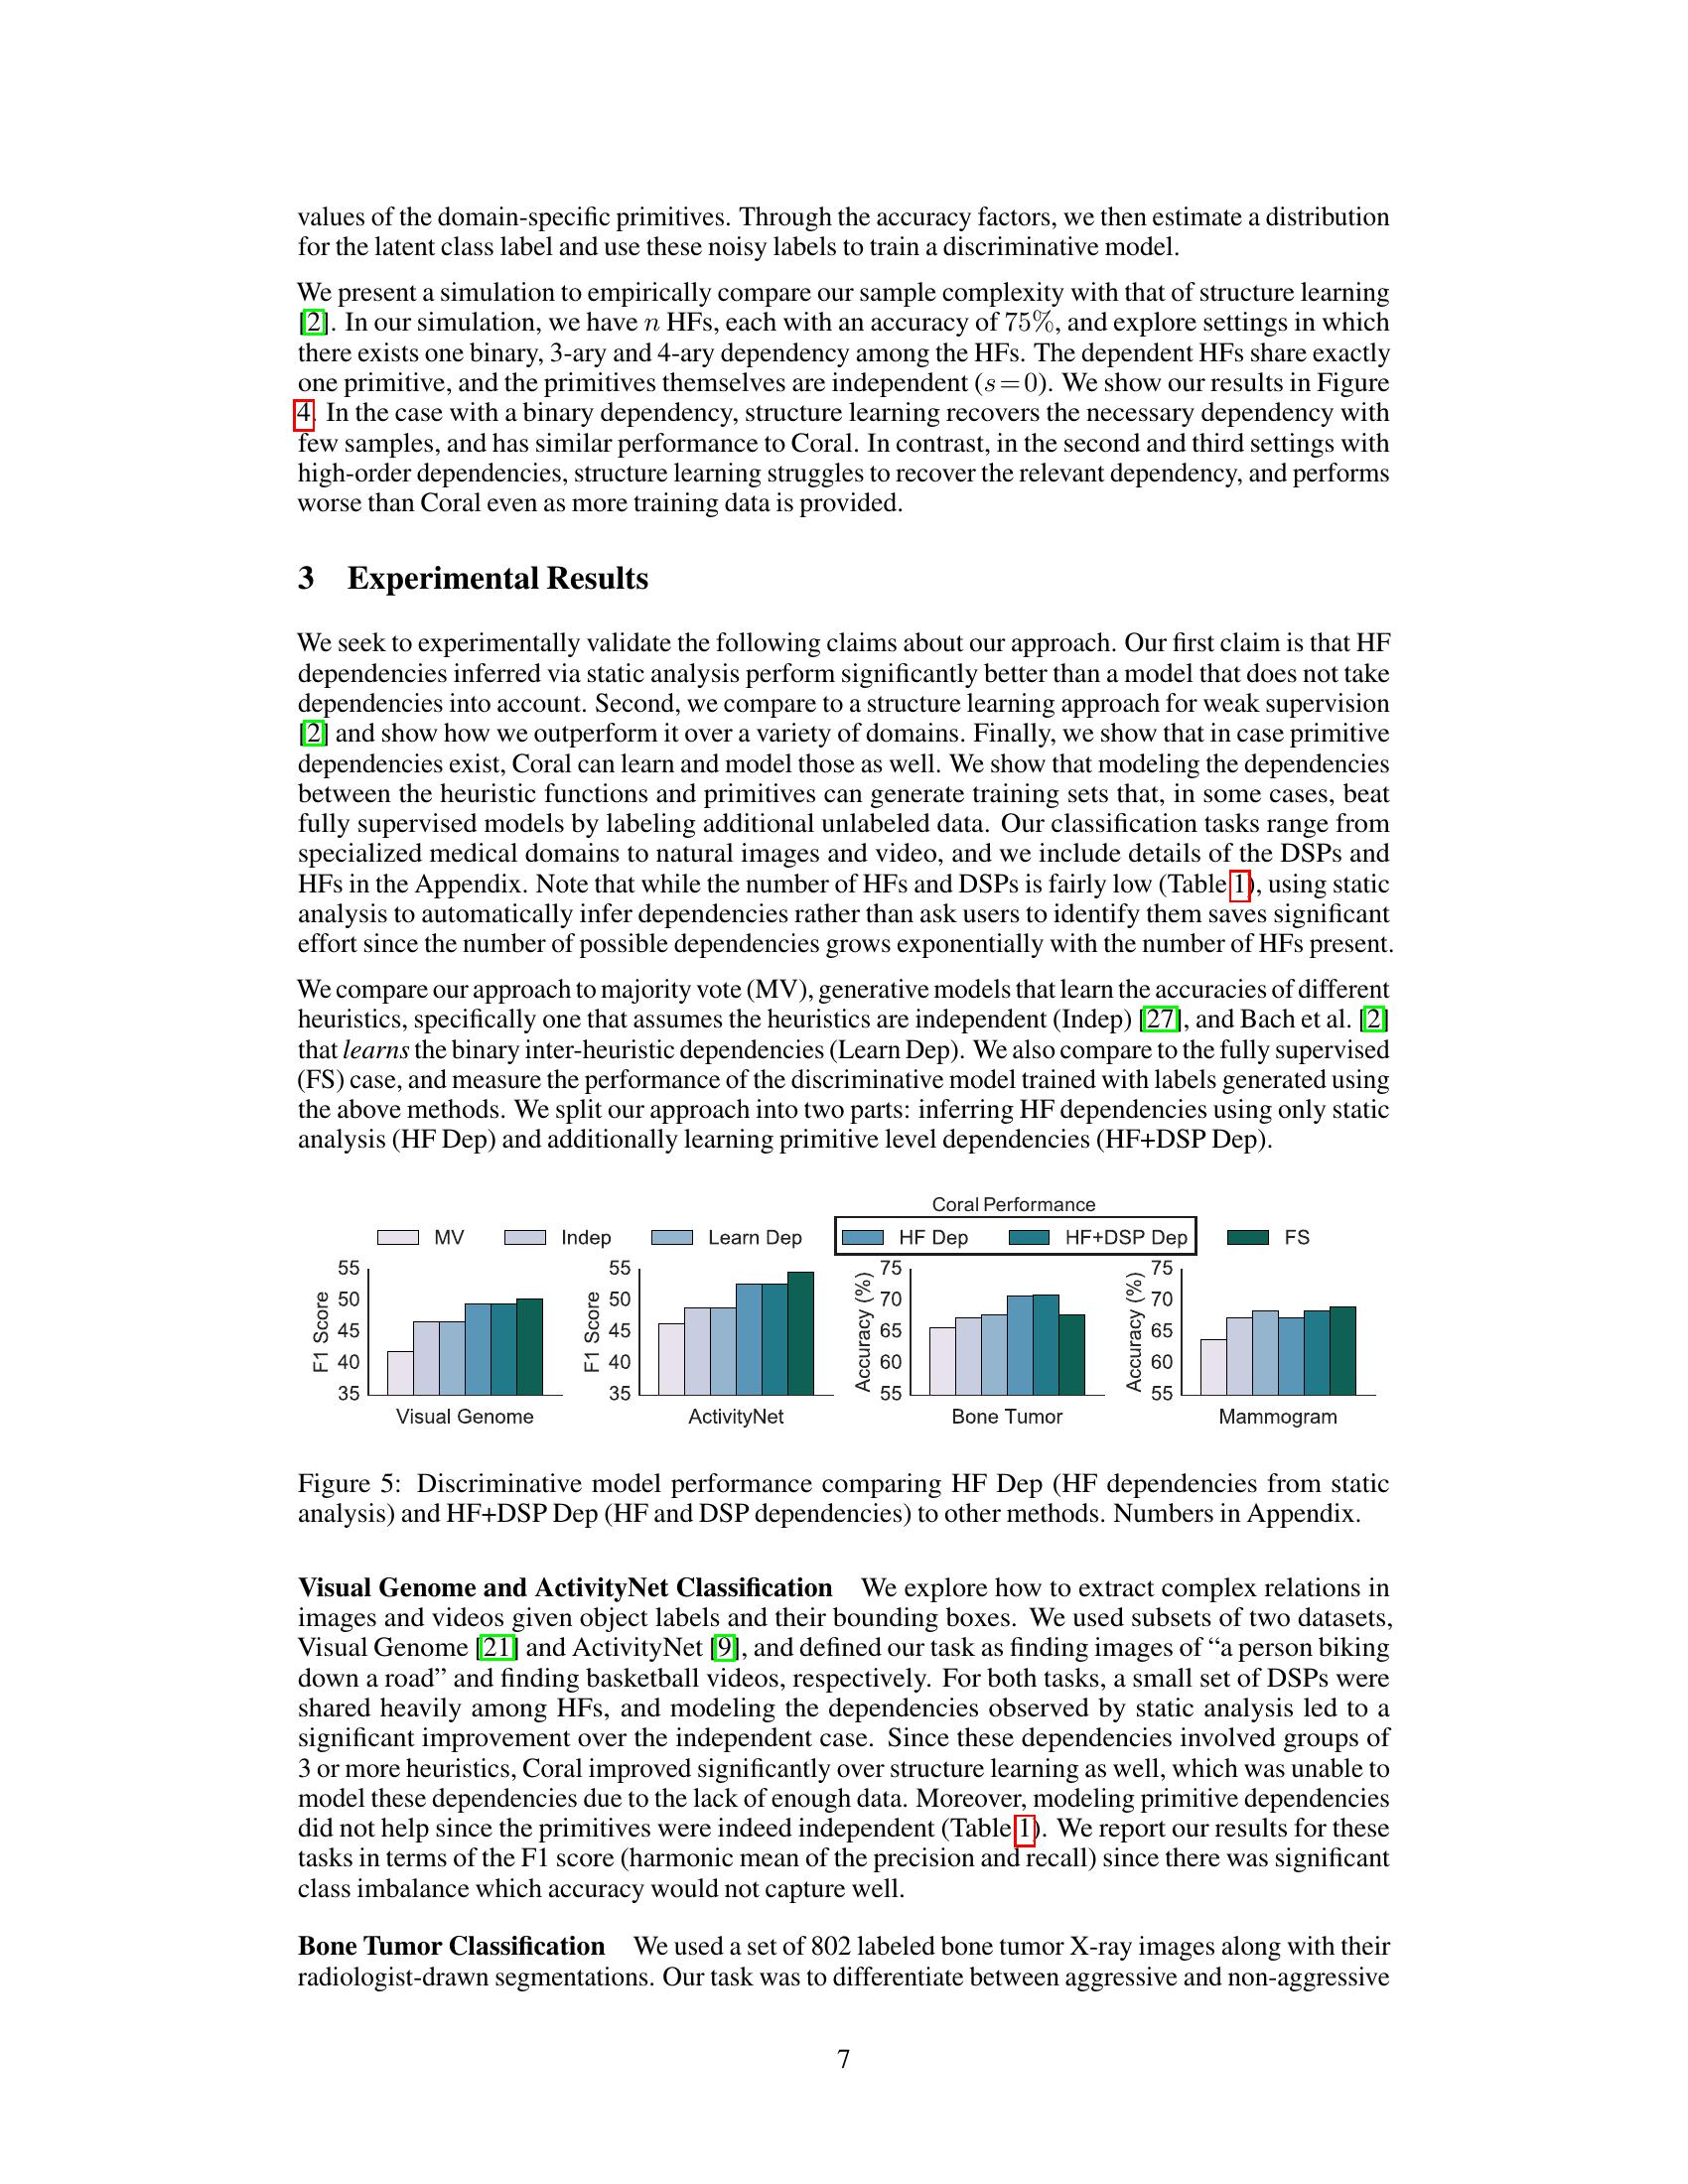 values of the domain-specific primitives. Through the accuracy factors, we then estimate a distribution
for the latent class label and use these noisy labels to train a discriminative model.
We present a simulation to empirically compare our sample complexity with that of structure learning
[2]. In our simulation, we have n HFs, each with an accuracy of 75%, and explore settings in which
there exists one binary, 3-ary and 4-ary dependency among the HFs. The dependent HFs share exactly
one primitive, and the primitives themselves are independent (s=0). We show our results in Figure
4. In the case with a binary dependency, structure learning recovers the necessary dependency with
few samples, and has similar performance to Coral. In contrast, in the second and third settings with
high-order dependencies, structure learning struggles to recover the relevant dependency, and performs
worse than Coral even as more training data is provided.
3 Experimental Results
We seek to experimentally validate the following claims about our approach. Our first claim is that HF
dependencies inferred via static analysis perform significantly better than a model that does not take
dependencies into account. Second, we compare to a structure learning approach for weak supervision
[2] and show how we outperform it over a variety of domains. Finally, we show that in case primitive
dependencies exist, Coral can learn and model those as well. We show that modeling the dependencies
between the heuristic functions and primitives can generate training sets that, in some cases, beat
fully supervised models by labeling additional unlabeled data. Our classification tasks range from
specialized medical domains to natural images and video, and we include details of the DSPs and
HFs in the Appendix. Note that while the number of HFs and DSPs is fairly low (Table 1), using static
analysis to automatically infer dependencies rather than ask users to identify them saves significant
effort since the number of possible dependencies grows exponentially with the number of HFs present.
We compare our approach to majority vote (MV), generative models that learn the accuracies of different
heuristics, specifically one that assumes the heuristics are independent (Indep) [27], and Bach et al. [2]
that learns the binary inter-heuristic dependencies (Learn Dep). We also compare to the fully supervised
(FS) case, and measure the performance of the discriminative model trained with labels generated using
the above methods. We split our approach into two parts: inferring HF dependencies using only static
analysis (HF Dep) and additionally learning primitive level dependencies (HF+DSP Dep).
Coral Performance
MV Indep Learn Dep HF Dep HF+DSP Dep FS
F1 Score
55
50
45
40
35
Visual Genome
F1 Score
55
50
45
40
35
ActivityNet
Accuracy (%)
75
70
65
60
55
Bone Tumor
Accuracy (%)
75
70
65
60
55
Mammogram
Figure 5: Discriminative model performance comparing HF Dep (HF dependencies from static
analysis) and HF+DSP Dep (HF and DSP dependencies) to other methods. Numbers in Appendix.
Visual Genome and ActivityNet Classification We explore how to extract complex relations in
images and videos given object labels and their bounding boxes. We used subsets of two datasets,
Visual Genome [21] and ActivityNet [9], and defined our task as finding images of “a person biking
down a road” and finding basketball videos, respectively. For both tasks, a small set of DSPs were
shared heavily among HFs, and modeling the dependencies observed by static analysis led to a
significant improvement over the independent case. Since these dependencies involved groups of
3 or more heuristics, Coral improved significantly over structure learning as well, which was unable to
model these dependencies due to the lack of enough data. Moreover, modeling primitive dependencies
did not help since the primitives were indeed independent (Table 1). We report our results for these
tasks in terms of the F1 score (harmonic mean of the precision and recall) since there was significant
class imbalance which accuracy would not capture well.
Bone Tumor Classification We used a set of 802 labeled bone tumor X-ray images along with their
radiologist-drawn segmentations. Our task was to differentiate between aggressive and non-aggressive
7